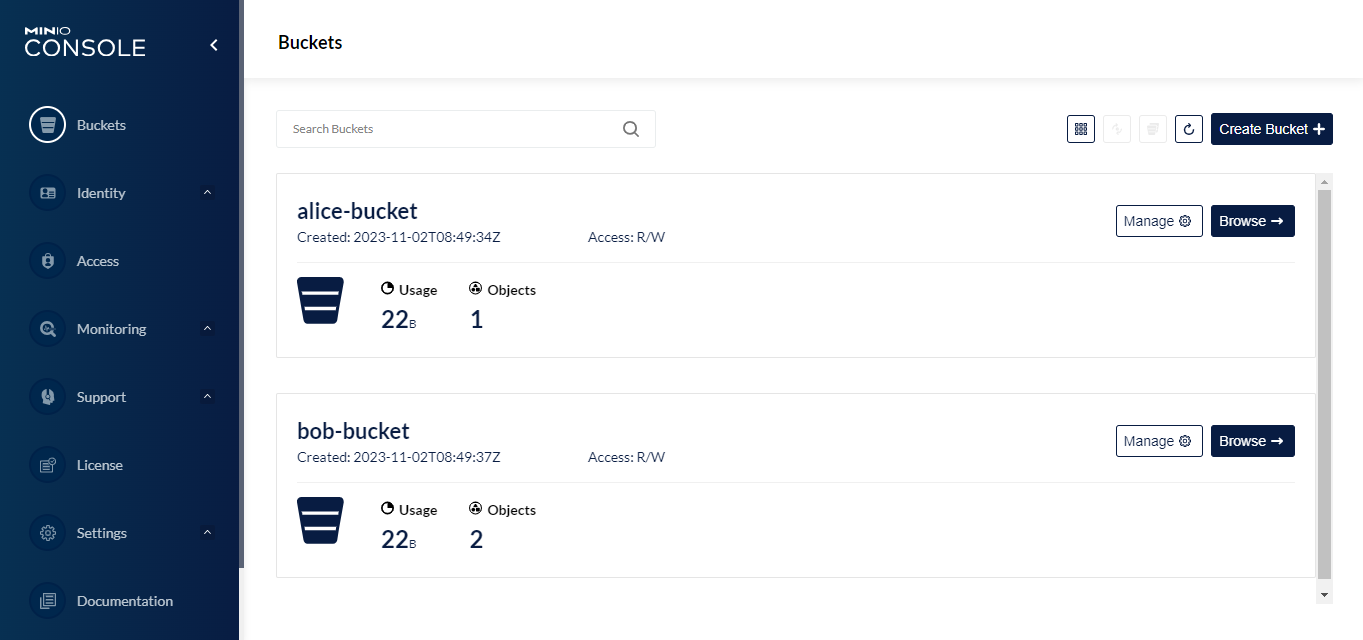 MINIO
CONSOLE
Buckets
Identity
Access
Monitoring
Support
License
Settings
Documentation
Buckets
Search Buckets
Create Bucket
alice-bucket
Created: 2023-11-02T08:49:34Z Access: R/W
Manage Browse
Usage Objects
22B 1
bob-bucket
Created: 2023-11-02T08:49:37Z Access: R/W
Manage Browse
Usage Objects
22B 2